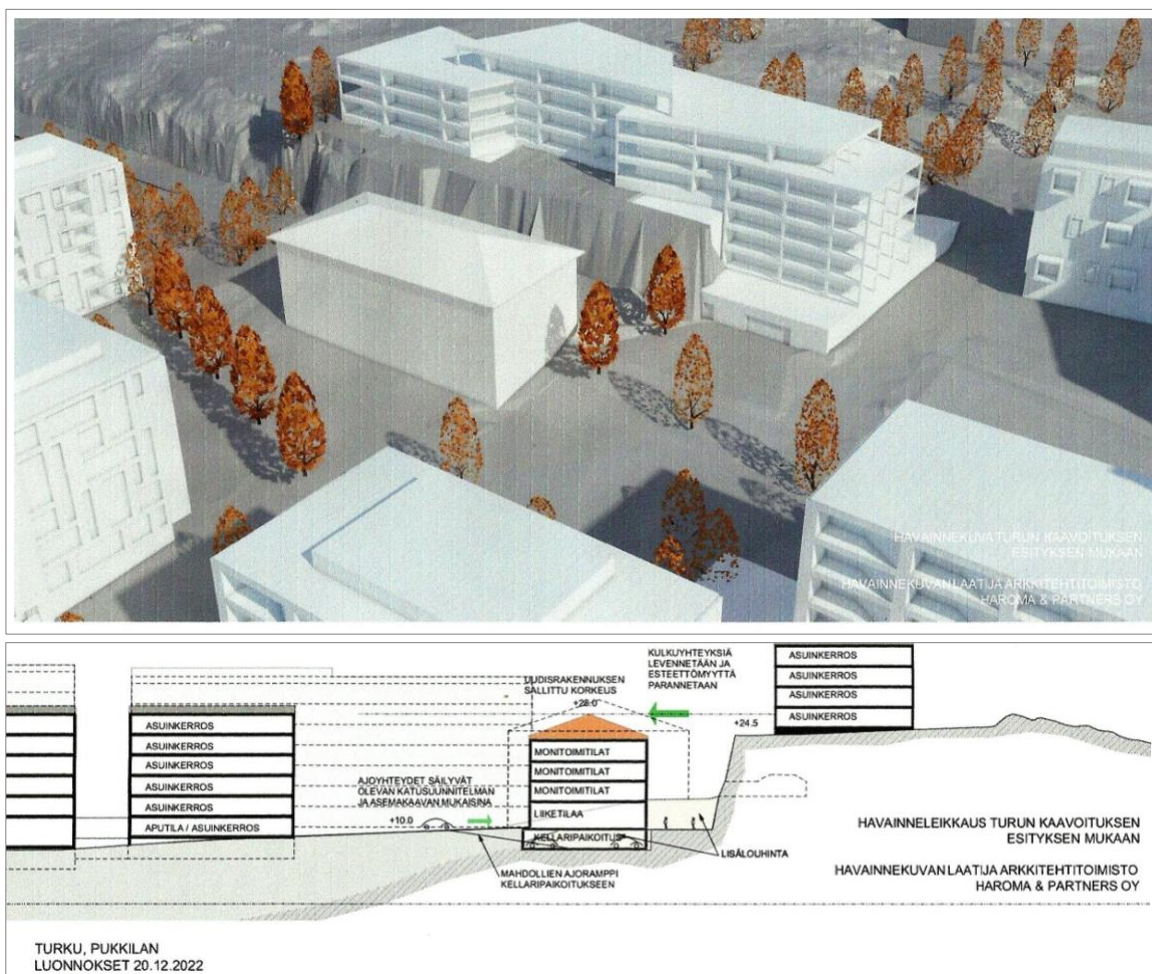 HAVAINNEKUVA TURUN KAAVOITUKSEN
ESITYKSEN MUKAAN
HAVAINNEKUVAN LAATIJA ARKKITEHTITOIMISTO
HAROMA & PARTNERS OY
KULKUYHTEYKSIÄ
LEVENNETÄÄN JA
ESTEETTÖMYYTTÄ
PARANNETAAN
ASUINKERROS
ASUINKERROS
ASUINKERROS
ASUINKERROS
UUDISRAKENNUKSEN
SALLITTU KORKEUS
+28.0
+24.5
ASUINKERROS
ASUINKERROS
ASUINKERROS
ASUINKERROS
ASUINKERROS
APUTILA / ASUINKERROS
AJOYHTEYDET SÄILYVÄT
OLEVAN KATUSUUNNITELMAN
JA ASEMAKAAVAN MUKAISINA
+10.0
MONITOIMITILAT
MONITOIMITILAT
MONITOIMITILAT
LIIKETILAA
KELLARIPAIKOITUS
LISÄLOUHINTA
MAHDOLLIEN AJORAMPPI
KELLARIPAIKOITUKSEEN
HAVAINNELEIKKAUS TURUN KAAVOITUKSEN
ESITYKSEN MUKAAN
HAVAINNEKUVAN LAATIJA ARKKITEHTITOIMISTO
HAROMA & PARTNERS OY
TURKU, PUKKILAN
LUONNOKSET 20.12.2022